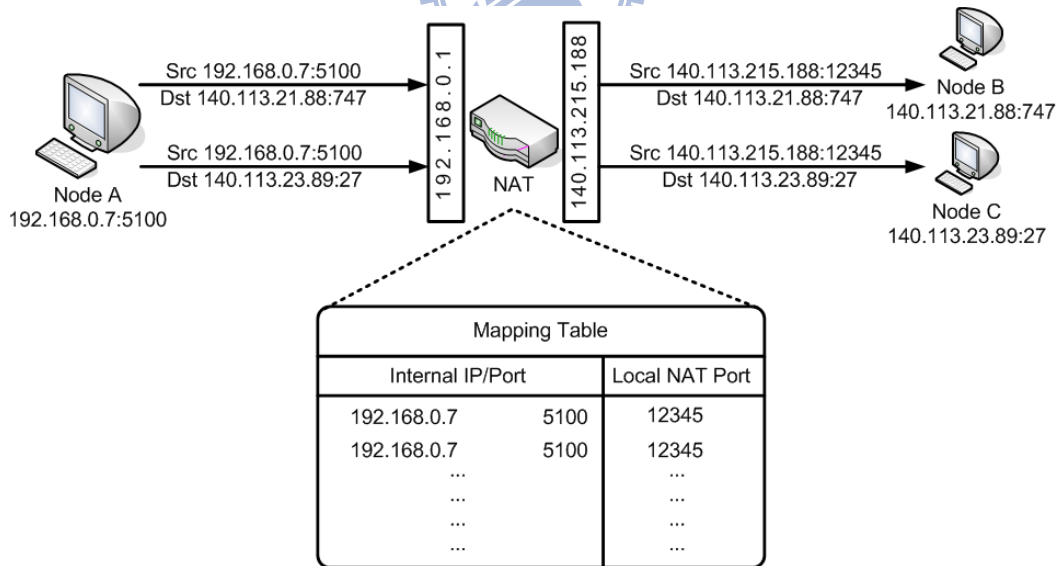 Src 192.168.0.7:5100
Dst 140.113.21.88:747
Src 192.168.0.7:5100
Dst 140.113.23.89:27
Node A
192.168.0.7:5100
192.168.0.1
NAT
140.113.215.188
Src 140.113.215.188:12345
Dst 140.113.21.88:747
Src 140.113.215.188:12345
Dst 140.113.23.89:27
Node B
140.113.21.88:747
Node C
140.113.23.89:27
Mapping Table
Internal IP/Port Local NAT Port
192.168.0.7 5100 12345
192.168.0.7 5100 12345
... ...
... ...
... ...
... ...